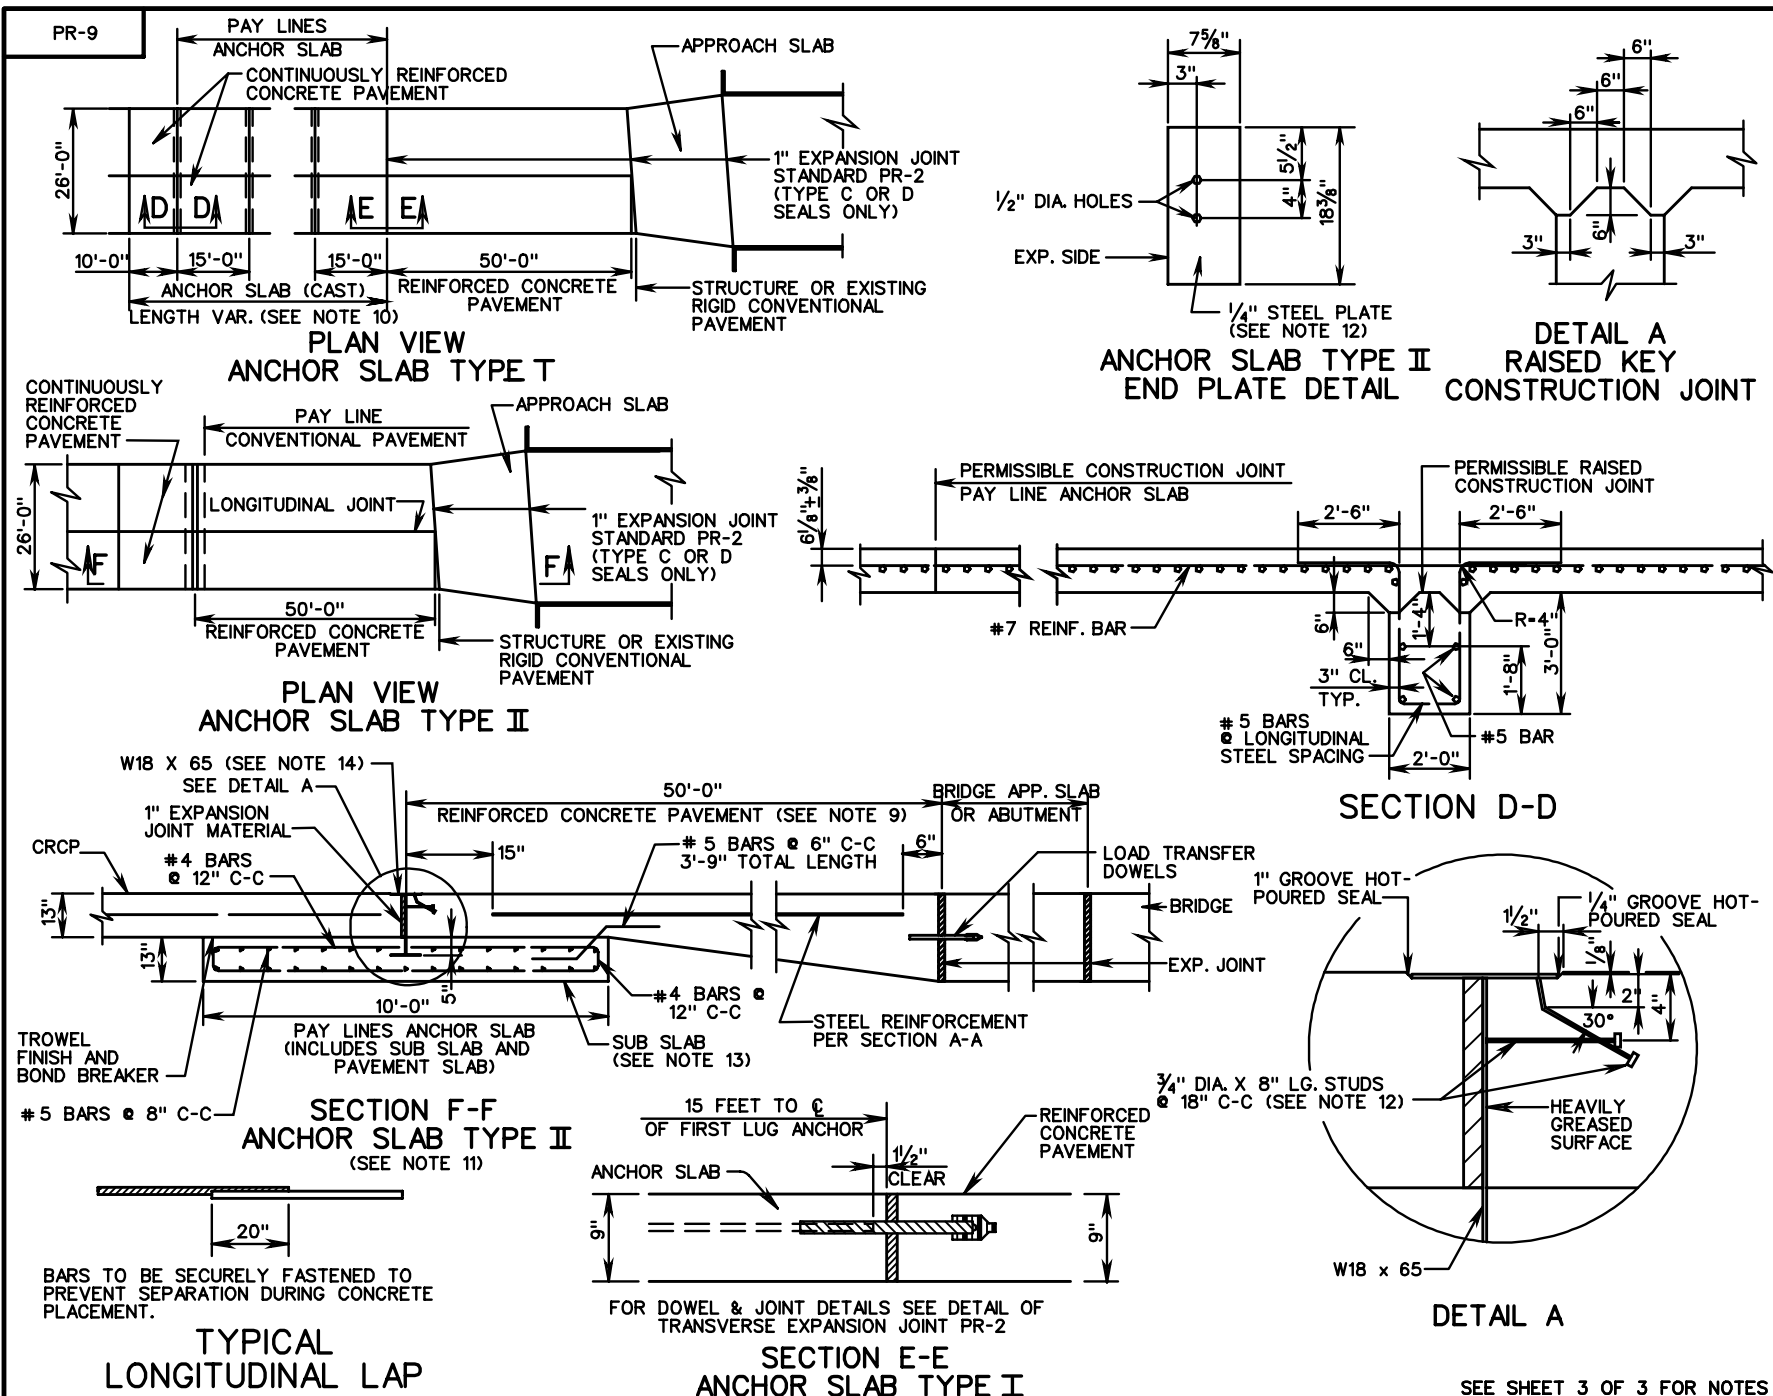 PR-9
PAY LINES
ANCHOR SLAB
CONTINUOUSLY REINFORCED
CONCRETE PAVEMENT
APPROACH SLAB
26'-0"
D D
E E
1" EXPANSION JOINT
STANDARD PR-2
(TYPE C OR D
SEALS ONLY)
10'-0" 15'-0" 15'-0" 50'-0"
ANCHOR SLAB (CAST)
LENGTH VAR. (SEE NOTE 10)
REINFORCED CONCRETE
PAVEMENT
STRUCTURE OR EXISTING
RIGID CONVENTIONAL
PAVEMENT
PLAN VIEW
ANCHOR SLAB TYPE T
7 5/8"
3"
5 1/2"
4"
18 3/8"
1/2" DIA. HOLES
EXP. SIDE
1/4" STEEL PLATE
(SEE NOTE 12)
ANCHOR SLAB TYPE II
END PLATE DETAIL
6"
6"
6"
6"
3" 3"
DETAIL A
RAISED KEY
CONSTRUCTION JOINT
CONTINUOUSLY
REINFORCED
CONCRETE
PAVEMENT
PAY LINE
CONVENTIONAL PAVEMENT
APPROACH SLAB
26'-0"
LONGITUDINAL JOINT
1" EXPANSION JOINT
STANDARD PR-2
(TYPE C OR D
SEALS ONLY)
F F
50'-0"
REINFORCED CONCRETE
PAVEMENT
STRUCTURE OR EXISTING
RIGID CONVENTIONAL
PAVEMENT
PLAN VIEW
ANCHOR SLAB TYPE II
6 1/8"±3/8"
PERMISSIBLE CONSTRUCTION JOINT
PAY LINE ANCHOR SLAB
PERMISSIBLE RAISED
CONSTRUCTION JOINT
2'-6" 2'-6"
#7 REINF. BAR
6"
1'-4"
R=4"
6"
3" CL.
TYP.
1'-8"
3'-0"
#5 BARS
@ LONGITUDINAL
STEEL SPACING
#5 BAR
2'-0"
SECTION D-D
W18 X 65 (SEE NOTE 14)
SEE DETAIL A
1" EXPANSION
JOINT MATERIAL
CRCP
#4 BARS
@ 12" C-C
50'-0"
REINFORCED CONCRETE PAVEMENT (SEE NOTE 9)
BRIDGE APP. SLAB
OR ABUTMENT
15"
#5 BARS @ 6" C-C
3'-9" TOTAL LENGTH
6"
LOAD TRANSFER
DOWELS
BRIDGE
EXP. JOINT
13"
13"
5"
10'-0"
PAY LINES ANCHOR SLAB
(INCLUDES SUB SLAB AND
PAVEMENT SLAB)
#4 BARS @
12" C-C
SUB SLAB
(SEE NOTE 13)
STEEL REINFORCEMENT
PER SECTION A-A
TROWEL
FINISH AND
BOND BREAKER
#5 BARS @ 8" C-C
SECTION F-F
ANCHOR SLAB TYPE II
(SEE NOTE 11)
1" GROOVE HOT-
POURED SEAL
1/4" GROOVE HOT-
POURED SEAL
1 1/2"
1/8"
2"
4"
30°
3/4" DIA. X 8" LG. STUDS
@ 18" C-C (SEE NOTE 12)
HEAVILY
GREASED
SURFACE
W18 x 65
DETAIL A
20"
BARS TO BE SECURELY FASTENED TO
PREVENT SEPARATION DURING CONCRETE
PLACEMENT.
TYPICAL
LONGITUDINAL LAP
15 FEET TO ℄
OF FIRST LUG ANCHOR
REINFORCED
CONCRETE
PAVEMENT
1 1/2"
CLEAR
ANCHOR SLAB
9" 9"
FOR DOWEL & JOINT DETAILS SEE DETAIL OF
TRANSVERSE EXPANSION JOINT PR-2
SECTION E-E
ANCHOR SLAB TYPE I
SEE SHEET 3 OF 3 FOR NOTES